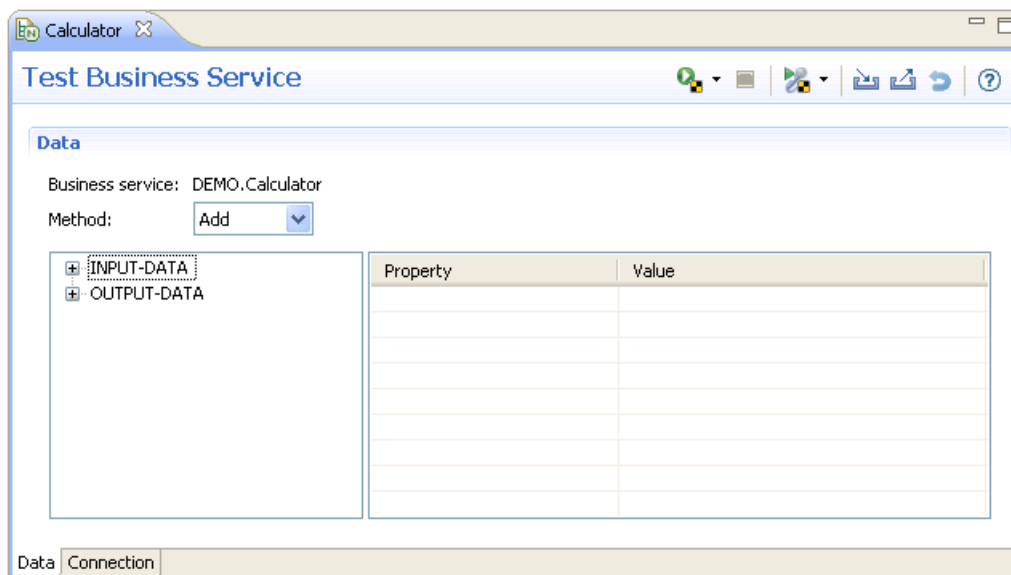 Calculator
Test Business Service
Data
Business service: DEMO.Calculator
Method: Add
INPUT-DATA
OUTPUT-DATA
Property Value
Data Connection